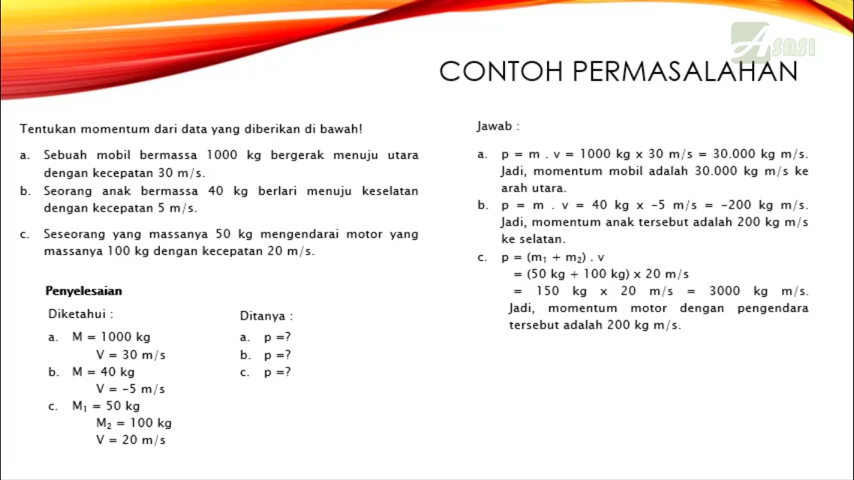 ASASI
CONTOH PERMASALAHAN
Tentukan momentum dari data yang diberikan di bawah!
a. Sebuah mobil bermassa 1000 kg bergerak menuju utara
dengan kecepatan 30 m/s.
b. Seorang anak bermassa 40 kg berlari menuju keselatan
dengan kecepatan 5 m/s.
c. Seseorang yang massanya 50 kg mengendarai motor yang
massanya 100 kg dengan kecepatan 20 m/s.
Penyelesaian
Diketahui :
a. M = 1000 kg
V = 30 m/s
b. M = 40 kg
V = -5 m/s
c. M₁ = 50 kg
M₂ = 100 kg
V = 20 m/s
Ditanya :
a. p =?
b. p =?
c. p =?
Jawab :
a. p = m . v = 1000 kg x 30 m/s = 30.000 kg m/s.
Jadi, momentum mobil adalah 30.000 kg m/s ke
arah utara.
b. p = m . v = 40 kg x -5 m/s = -200 kg m/s.
Jadi, momentum anak tersebut adalah 200 kg m/s
ke selatan.
c. p = (m₁ + m₂) . v
= (50 kg + 100 kg) x 20 m/s
= 150 kg x 20 m/s = 3000 kg m/s.
Jadi, momentum motor dengan pengendara
tersebut adalah 200 kg m/s.